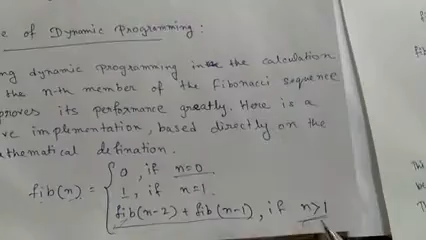 e of Dynamic Programming:
ng dynamic programming in the calculation
the n-th member of the Fibonacci sequence
proves its performance greatly. Here is a
ve implementation, based directly on the
athematical defination.
fib(n) = { 0, if n=0
1, if n=1.
fib(n-2) + fib(n-1), if n>1